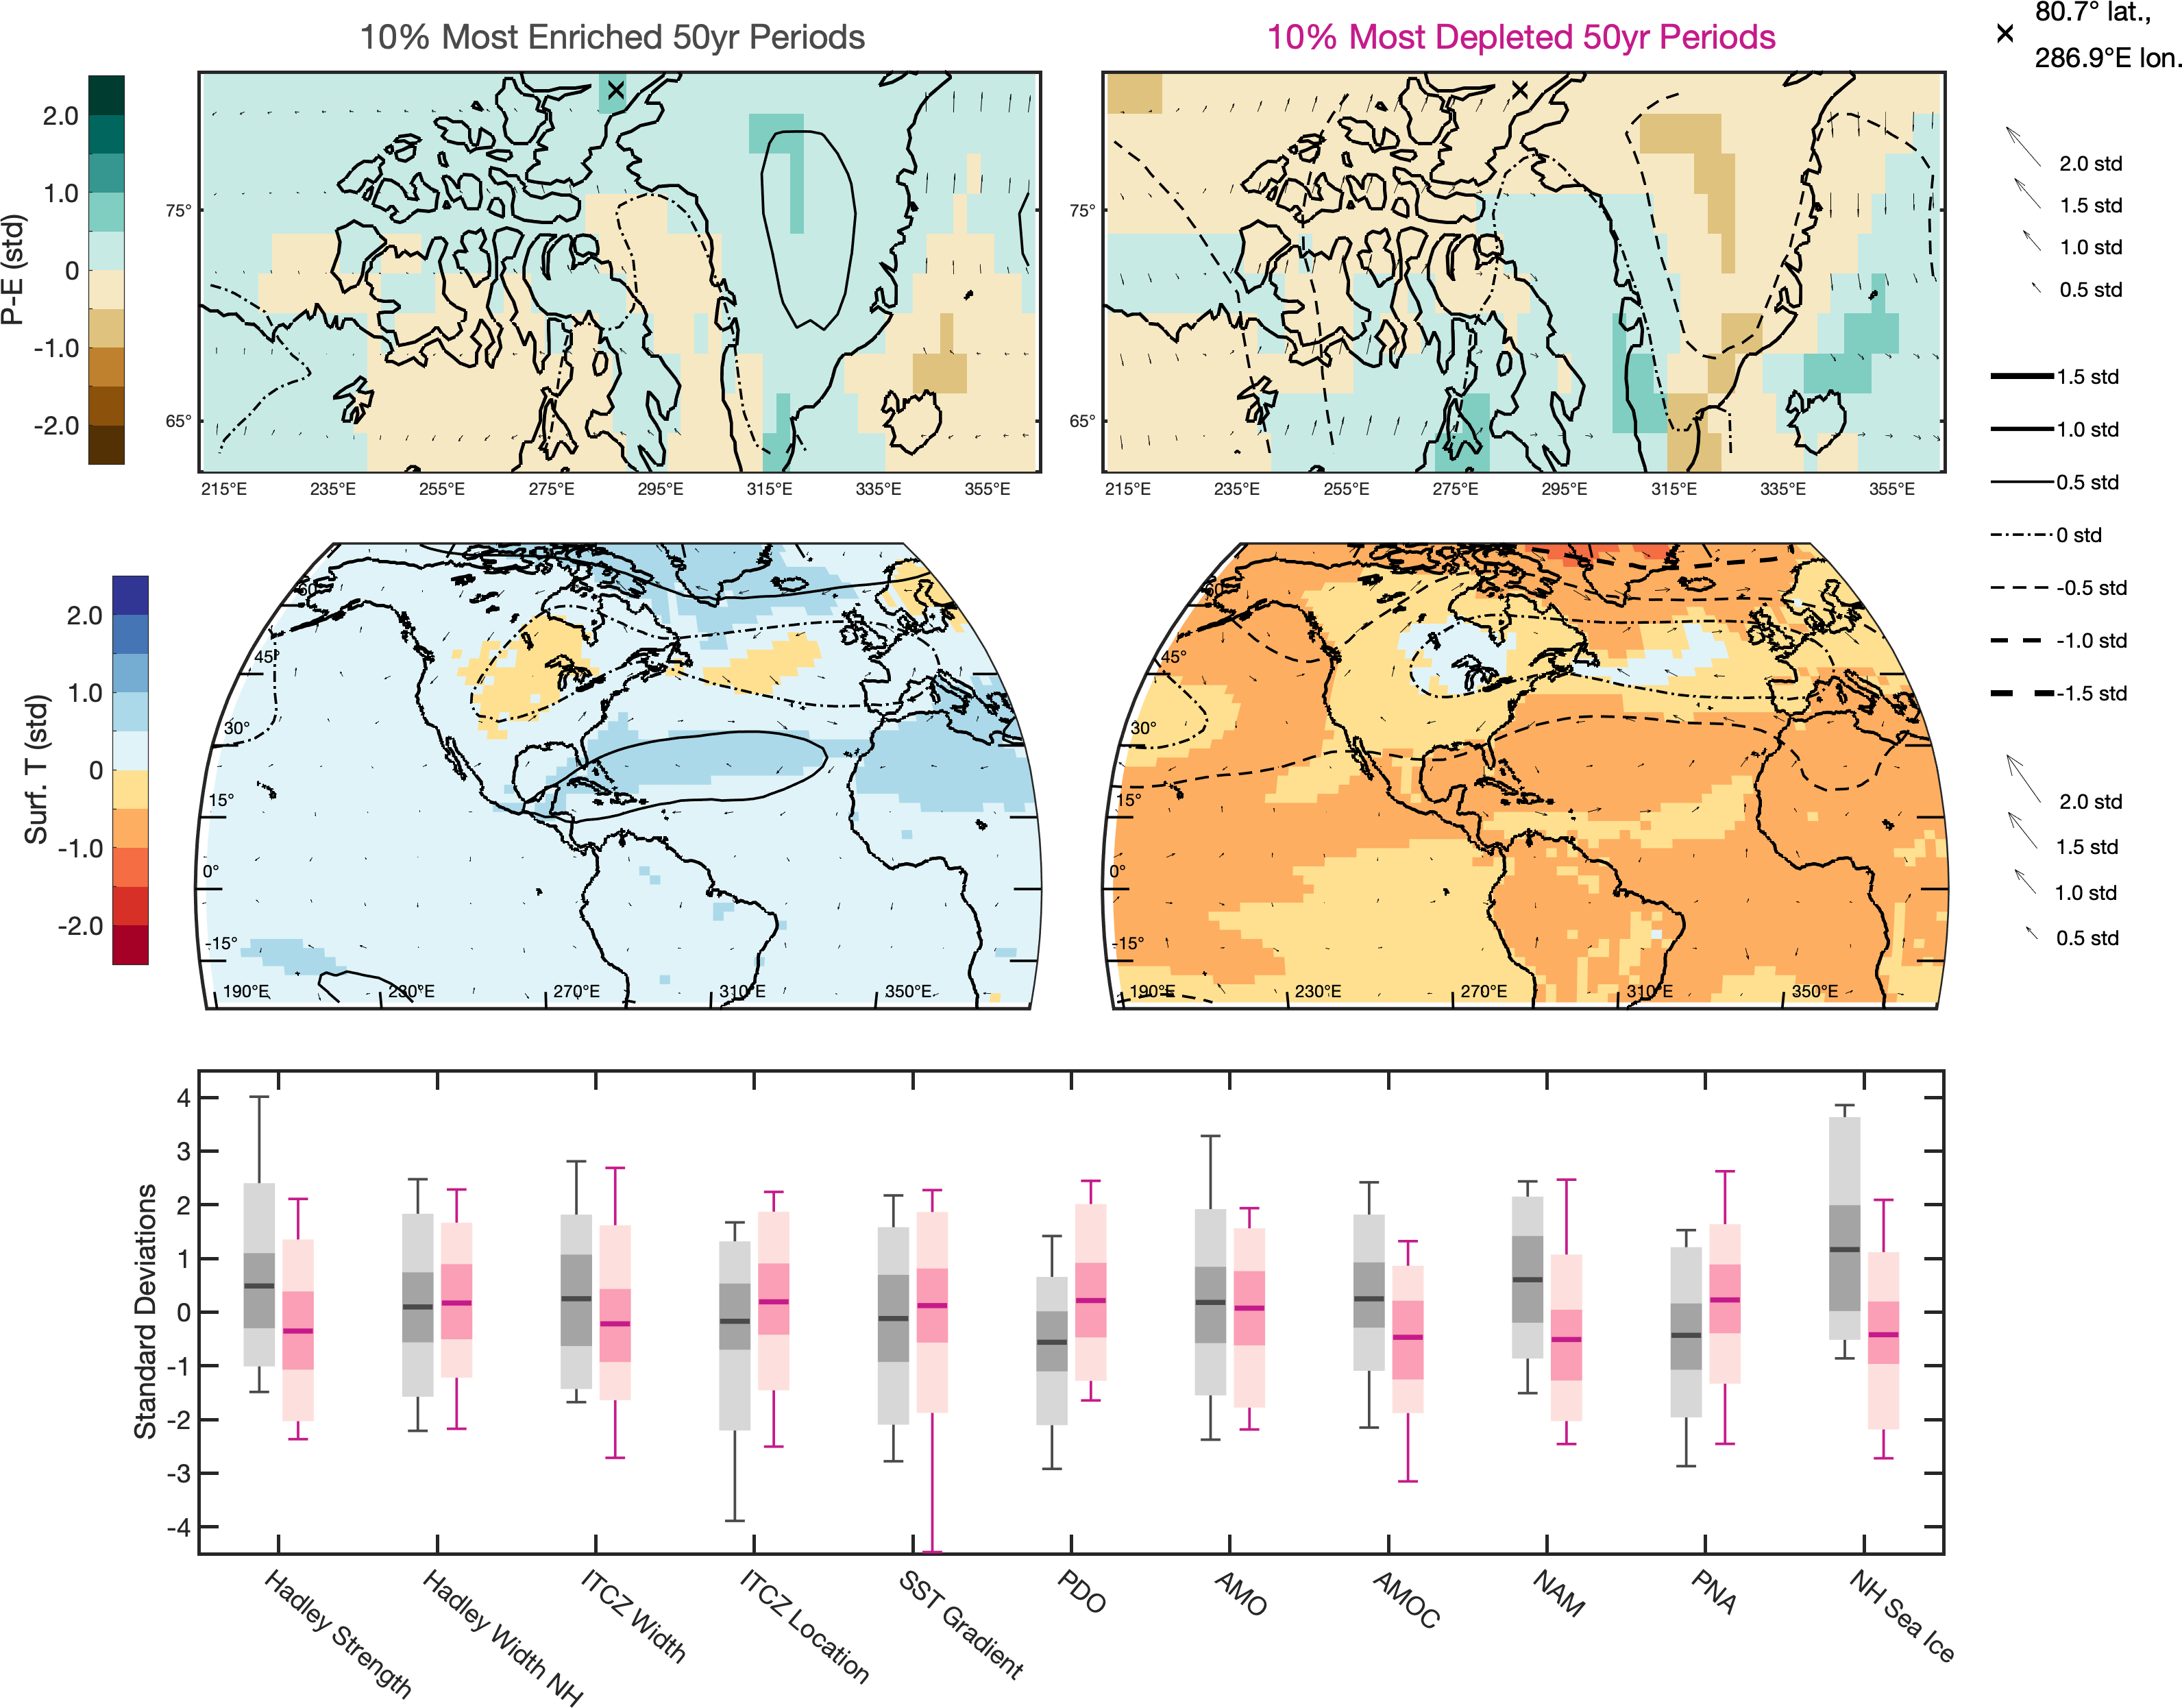 10% Most Enriched 50yr Periods
10% Most Depleted 50yr Periods
80.7° lat.,
286.9°E lon.
P-E (std)
2.0
1.0
0
-1.0
-2.0
75°
65°
215°E 235°E 255°E 275°E 295°E 315°E 335°E 355°E
75°
65°
215°E 235°E 255°E 275°E 295°E 315°E 335°E 355°E
2.0 std
1.5 std
1.0 std
0.5 std
1.5 std
1.0 std
0.5 std
0 std
-0.5 std
-1.0 std
-1.5 std
Surf. T (std)
2.0
1.0
0
-1.0
-2.0
60°
45°
30°
15°
0°
-15°
190°E 230°E 270°E 310°E 350°E
60°
45°
30°
15°
0°
-15°
190°E 230°E 270°E 310°E 350°E
2.0 std
1.5 std
1.0 std
0.5 std
Standard Deviations
4
3
2
1
0
-1
-2
-3
-4
Hadley Strength
Hadley Width NH
ITCZ Width
ITCZ Location
SST Gradient
PDO
AMO
AMOC
NAM
PNA
NH Sea Ice